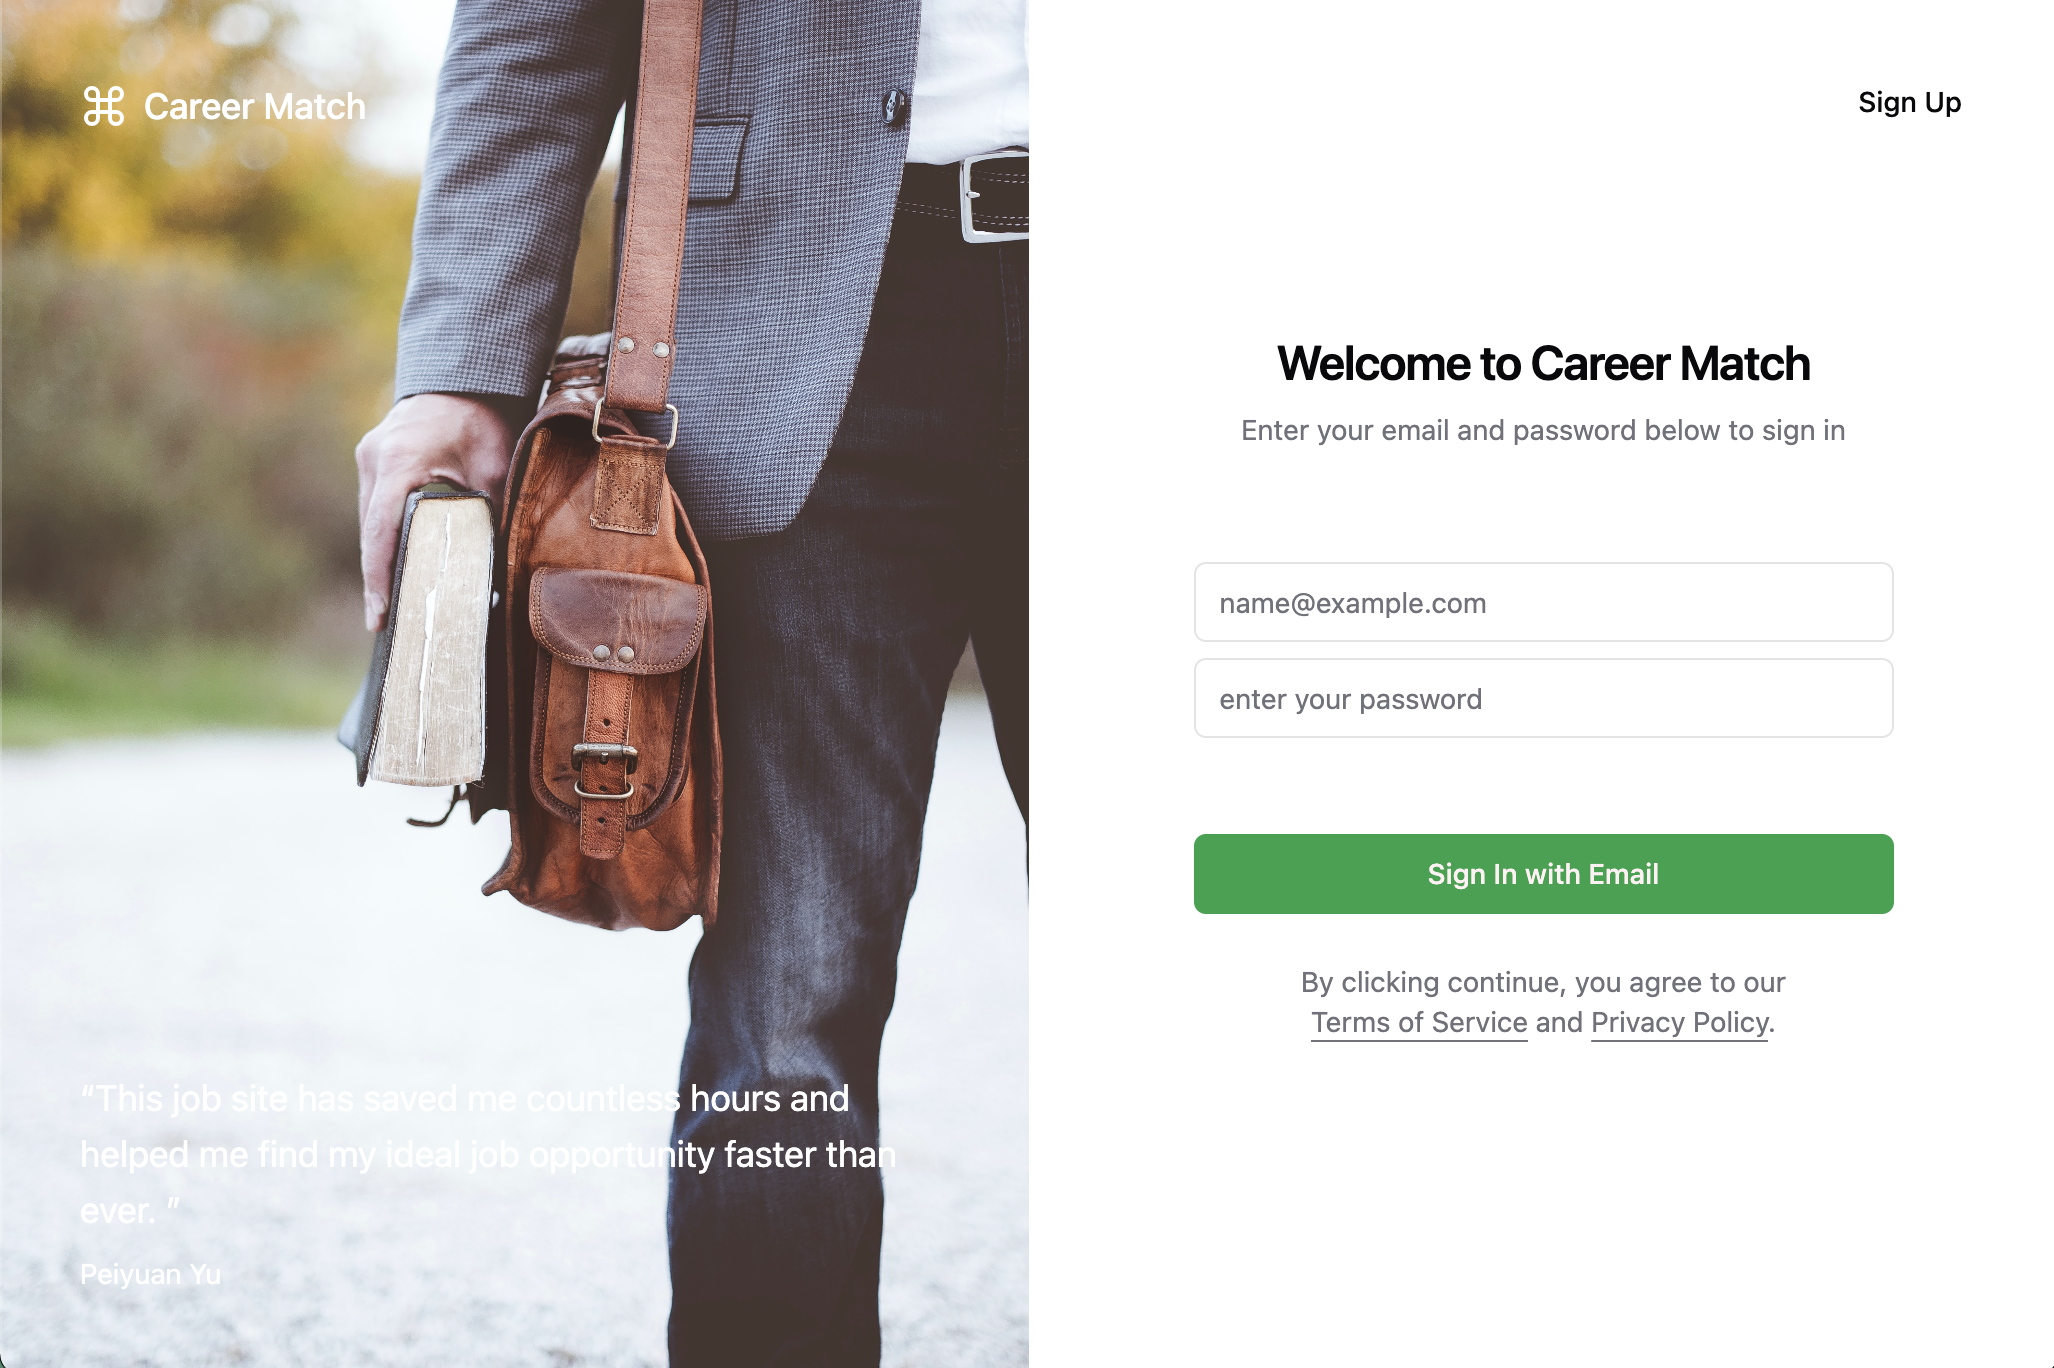 Career Match
Sign Up
Welcome to Career Match
Enter your email and password below to sign in
name@example.com
enter your password
Sign In with Email
By clicking continue, you agree to our
Terms of Service and Privacy Policy.
“This job site has saved me countless hours and
helped me find my ideal job opportunity faster than
ever. ”
Peiyuan Yu